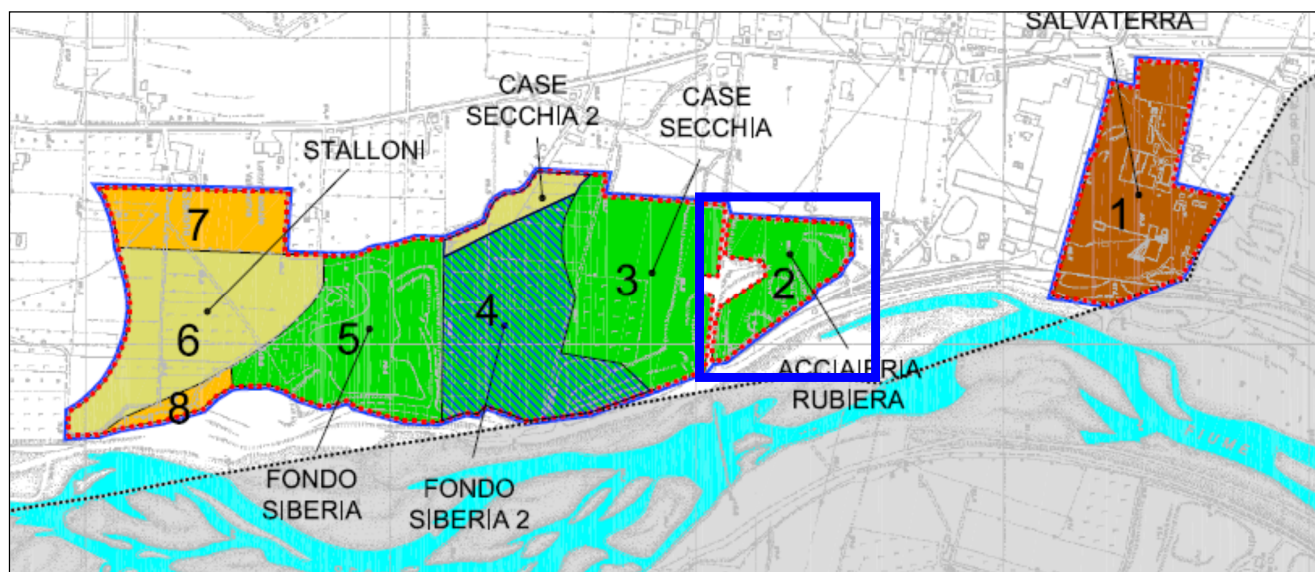 SALVATERRA
CASE
SECCHIA 2
CASE
SECCHIA
STALLONI
7
1
3
2
4
6
5
8
ACCIAIERIA
RUBIERA
FIUME
FONDO
SIBERIA
FONDO
SIBERIA 2